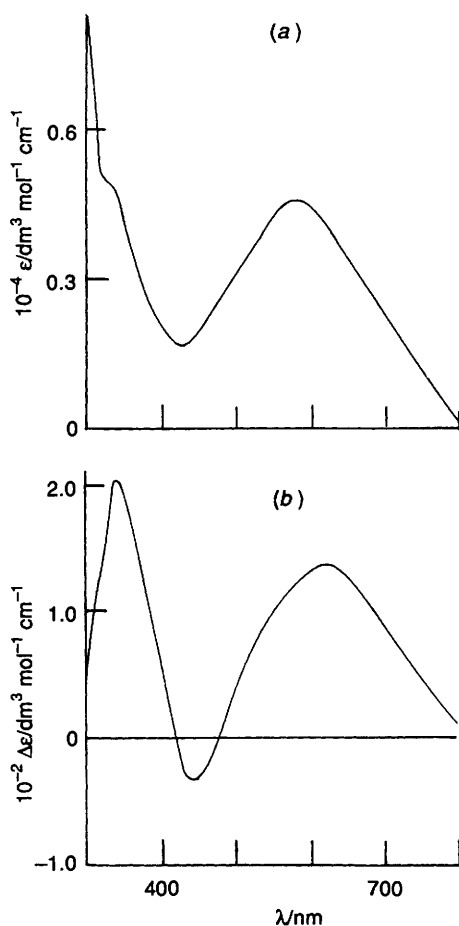 (a)
0.6
0.3
0
10⁻⁴ ε/dm³ mol⁻¹ cm⁻¹
(b)
2.0
1.0
0
−1.0
10⁻² Δε/dm³ mol⁻¹ cm⁻¹
400
700
λ/nm